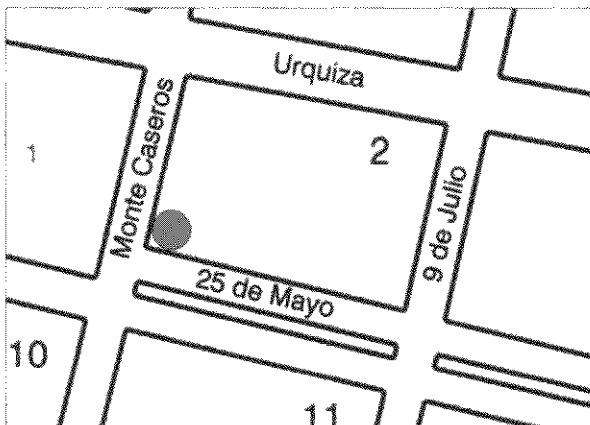 Urquiza
Monte Caseros
1
2
9 de Julio
25 de Mayo
10
11